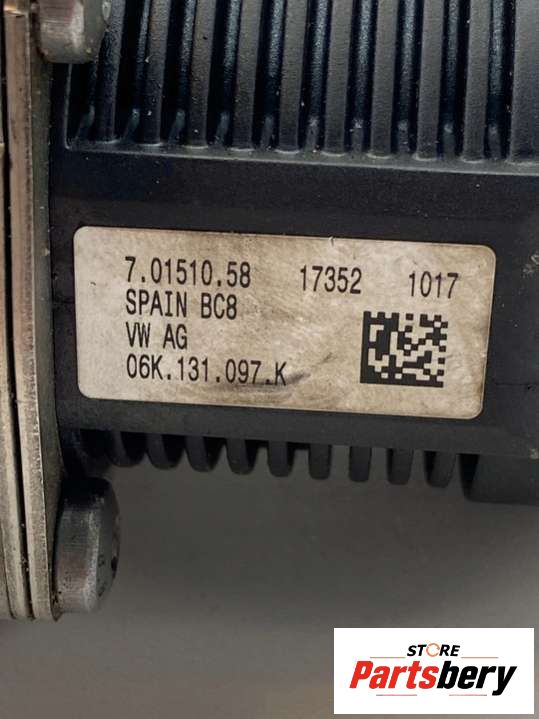 7.01510.58 17352 1017
SPAIN BC8
VW AG
06K.131.097.K
STORE
Partsbery